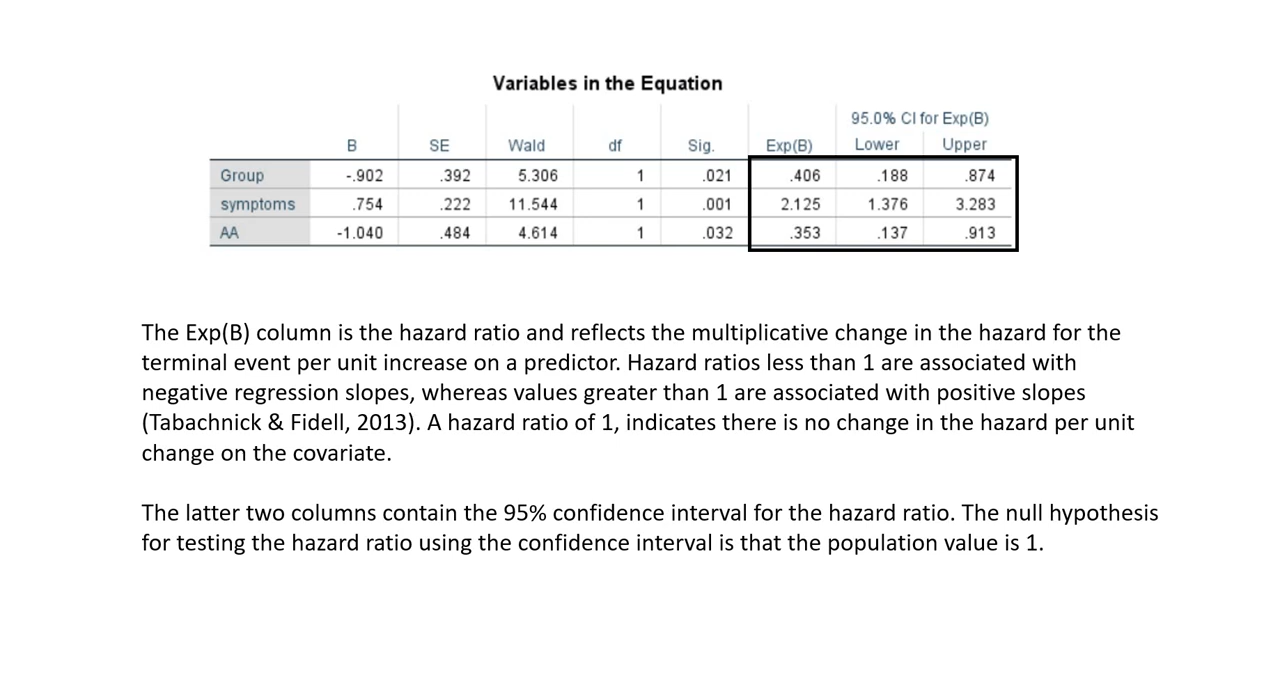 Variables in the Equation
95.0% CI for Exp(B)
B SE Wald df Sig. Exp(B) Lower Upper
Group -.902 .392 5.306 1 .021 .406 .188 .874
symptoms .754 .222 11.544 1 .001 2.125 1.376 3.283
AA -1.040 .484 4.614 1 .032 .353 .137 .913
The Exp(B) column is the hazard ratio and reflects the multiplicative change in the hazard for the
terminal event per unit increase on a predictor. Hazard ratios less than 1 are associated with
negative regression slopes, whereas values greater than 1 are associated with positive slopes
(Tabachnick & Fidell, 2013). A hazard ratio of 1, indicates there is no change in the hazard per unit
change on the covariate.
The latter two columns contain the 95% confidence interval for the hazard ratio. The null hypothesis
for testing the hazard ratio using the confidence interval is that the population value is 1.